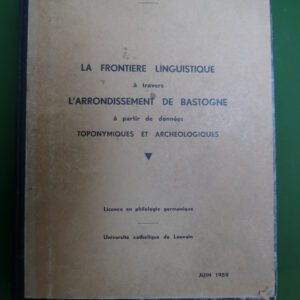 LA FRONTIERE LINGUISTIQUE
à travers
L'ARRONDISSEMENT DE BASTOGNE
à partir de données
TOPONYMIQUES ET ARCHEOLOGIQUES
Licence en philologie germanique
Université catholique de Louvain
JUIN 1959